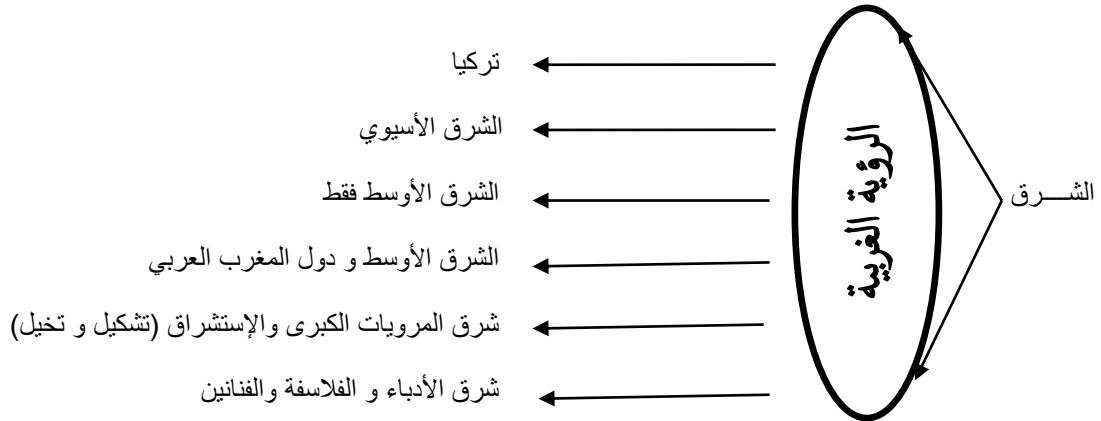 الشــــرق
الرؤية الغربية
تركيا
الشرق الأسيوي
الشرق الأوسط فقط
الشرق الأوسط و دول المغرب العربي
شرق المرويات الكبرى والإستشراق (تشكيل و تخيل)
شرق الأدباء و الفلاسفة والفنانين